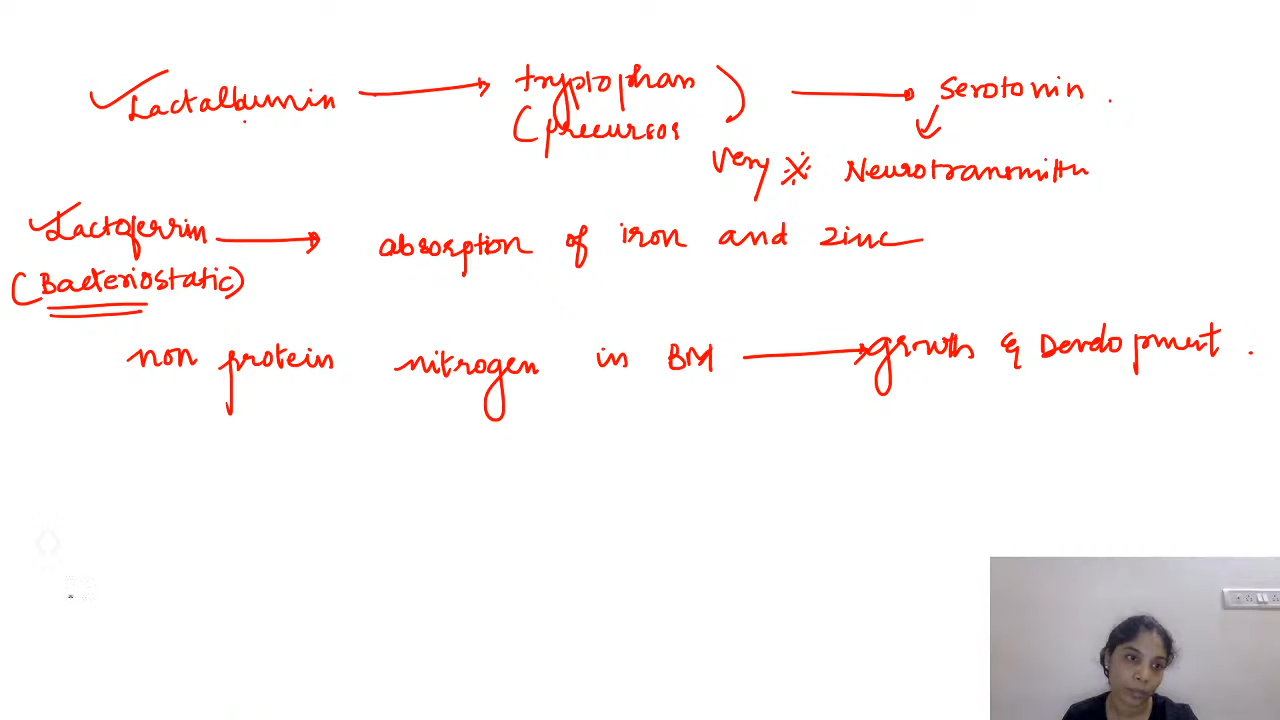 Lactalbumin → tryptophan → Serotonin.
(precursor)
Very ※ Neurotransmitter
Lactoferrin → absorption of iron and zinc
(Bacteriostatic)
non protein nitrogen in BM → growth & Development.